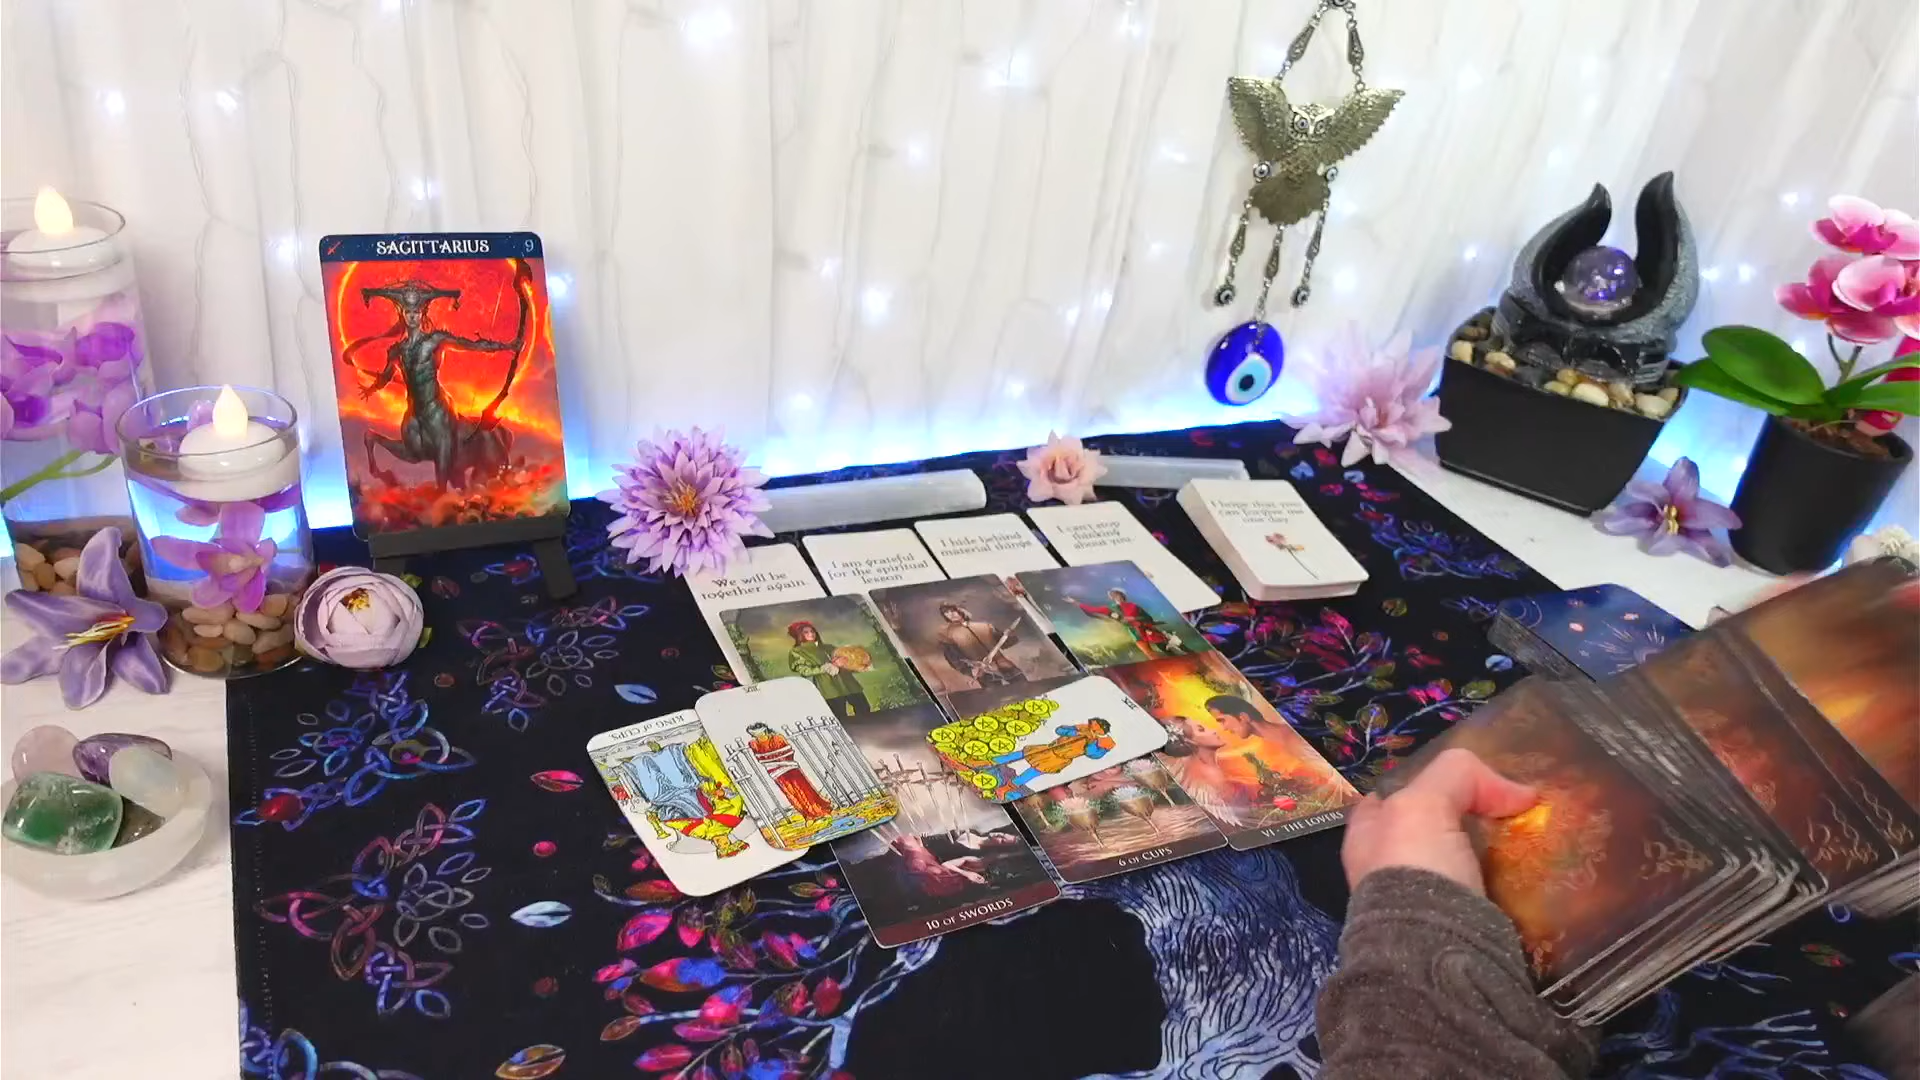 SAGITTARIUS 9
I hope that you
can forgive me
one day
I can't stop
thinking
about you.
I hide behind
material things
I am grateful
for the spiritual
lesson
We will be
together again.
KING of CUPS.
VIII
VI · THE LOVERS
6 OF CUPS
10 OF SWORDS